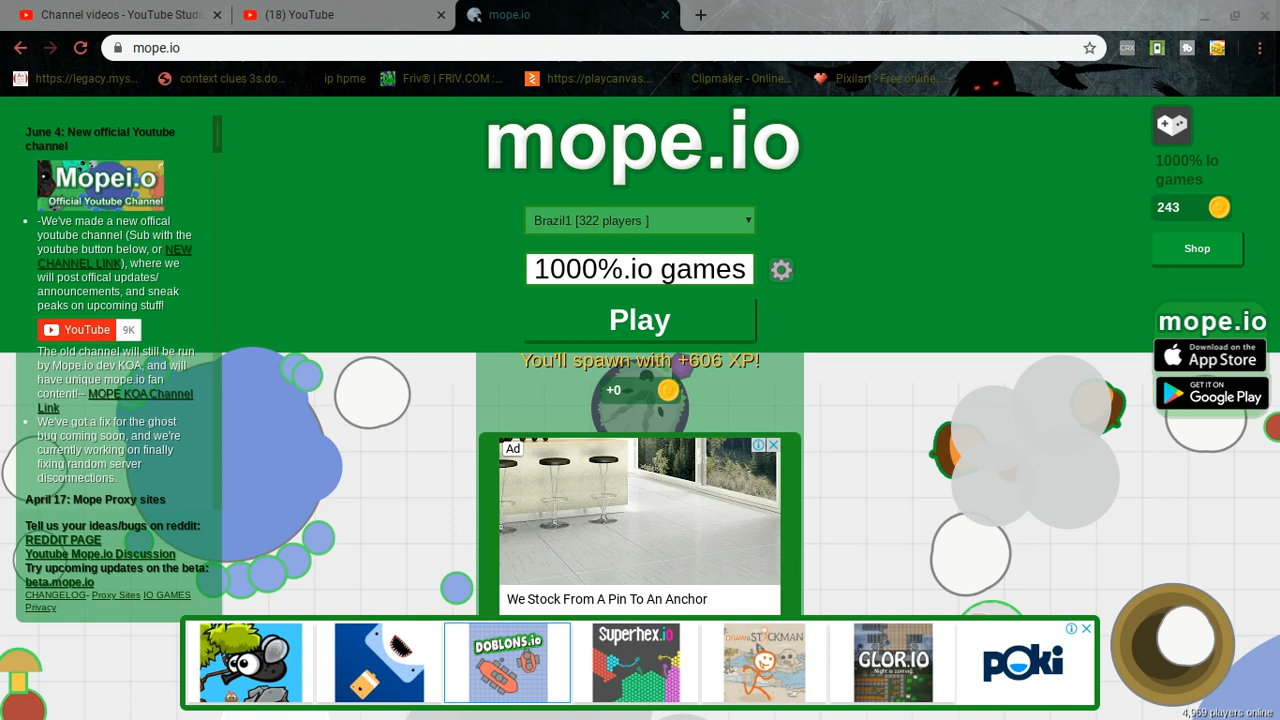 Channel videos - YouTube Studi
(18) YouTube
mope.io
mope.io
CRX
https://legacy.mys...
context clues 3s.do...
ip hpme
Friv® | FRIV.COM :...
https://playcanvas....
Clipmaker - Online...
Pixilart - Free online...
June 4: New official Youtube
channel
Mopei.o
Official Youtube Channel
-We've made a new offical
youtube channel (Sub with the
youtube button below, or NEW
CHANNEL LINK), where we
will post offical updates/
announcements, and sneak
peaks on upcoming stuff!
YouTube 9K
The old channel will still be run
by Mope.io dev KOA, and will
have unique mope.io fan
content!-- MOPE KOA Channel
Link
We've got a fix for the ghost
bug coming soon, and we're
currently working on finally
fixing random server
disconnections.
April 17: Mope Proxy sites
Tell us your ideas/bugs on reddit:
REDDIT PAGE
Youtube Mope.io Discussion
Try upcoming updates on the beta:
beta.mope.io
CHANGELOG- Proxy Sites IO GAMES
Privacy
mope.io
Brazil1 [322 players ]
1000%.io games
Play
You'll spawn with +606 XP!
+0
Ad
We Stock From A Pin To An Anchor
1000% Io
games
243
Shop
mope.io
Download on the
App Store
GET IT ON
Google Play
DOBLONS.io
Superhex.io
DRAW A STICKMAN
GLOR.IO
Night is coming.
POKI
4,969 players online